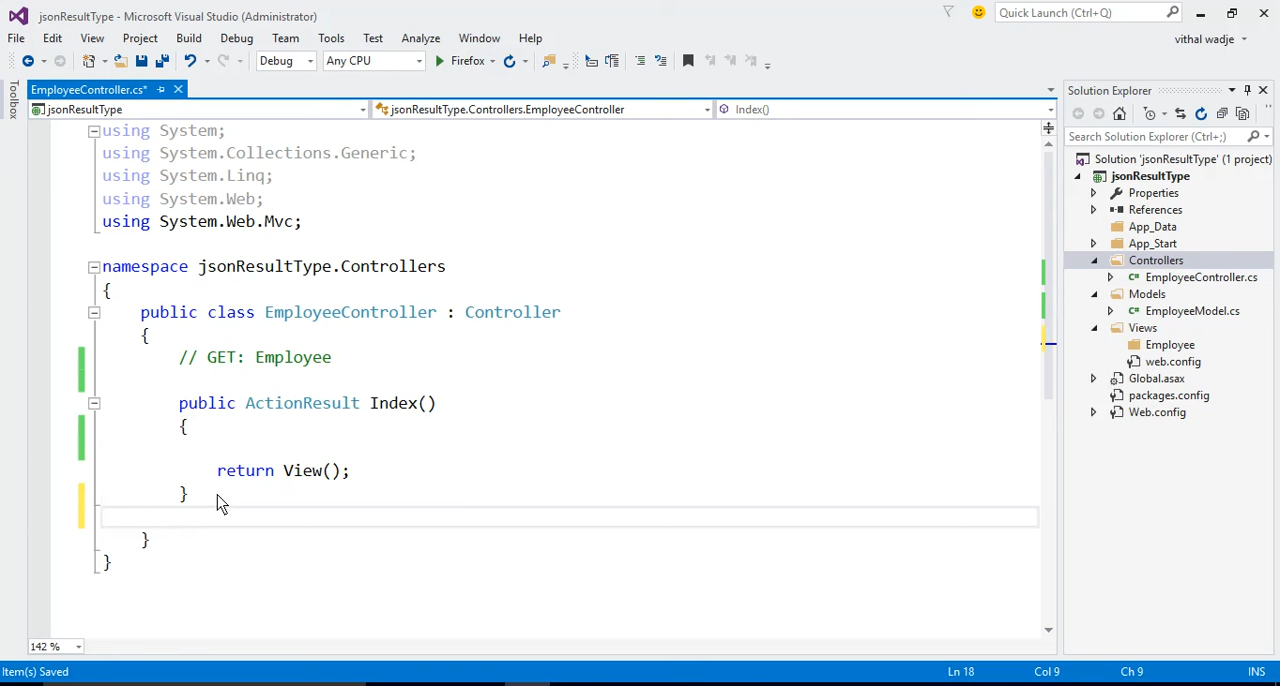 jsonResultType - Microsoft Visual Studio (Administrator)
Quick Launch (Ctrl+Q)
File Edit View Project Build Debug Team Tools Test Analyze Window Help
vithal wadje
Debug Any CPU Firefox
Toolbox
EmployeeController.cs*
jsonResultType jsonResultType.Controllers.EmployeeController Index()
using System;
using System.Collections.Generic;
using System.Linq;
using System.Web;
using System.Web.Mvc;
namespace jsonResultType.Controllers
{
public class EmployeeController : Controller
{
// GET: Employee
public ActionResult Index()
{
return View();
}
}
}
142 %
Solution Explorer
Search Solution Explorer (Ctrl+;)
Solution 'jsonResultType' (1 project)
jsonResultType
Properties
References
App_Data
App_Start
Controllers
C# EmployeeController.cs
Models
C# EmployeeModel.cs
Views
Employee
web.config
Global.asax
packages.config
Web.config
Item(s) Saved Ln 18 Col 9 Ch 9 INS